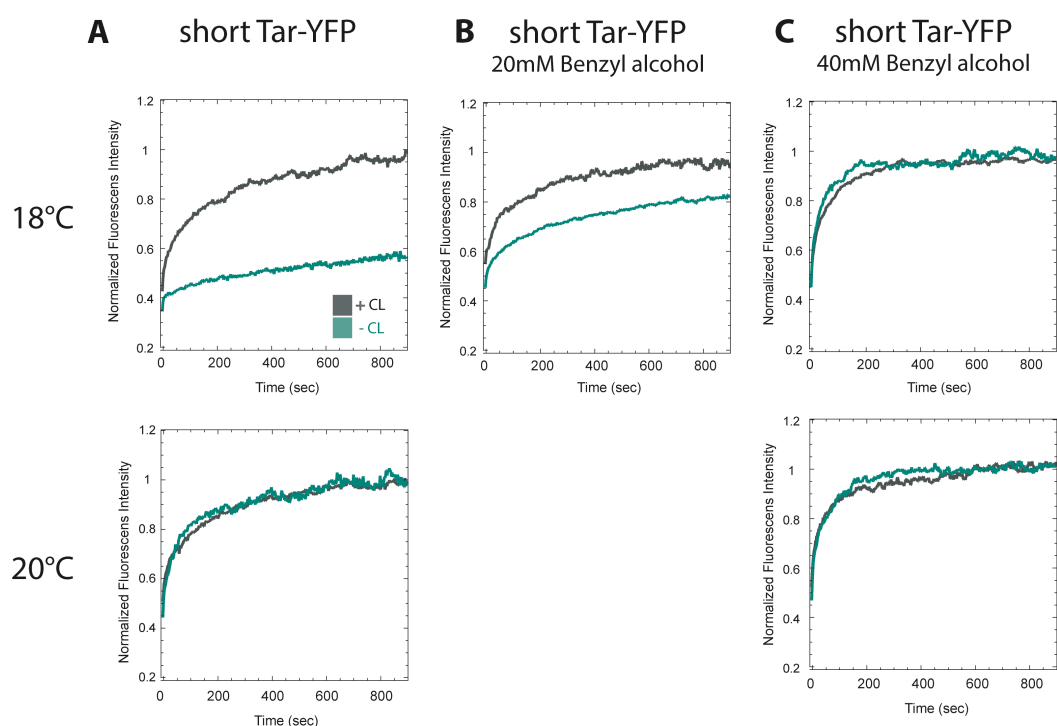 A short Tar-YFP
B short Tar-YFP
20mM Benzyl alcohol
C short Tar-YFP
40mM Benzyl alcohol
18°C
Normalized Fluorescens Intensity
1.2
1
0.8
0.6
0.4
0.2
0 200 400 600 800
Time (sec)
+ CL
- CL
Normalized Fluorescens Intensity
1.2
1
0.8
0.6
0.4
0.2
0 200 400 600 800
Time (sec)
Normalized Fluorescens Intensity
1.2
1
0.8
0.6
0.4
0.2
0 200 400 600 800
Time (sec)
20°C
Normalized Fluorescens Intensity
1.2
1
0.8
0.6
0.4
0.2
0 200 400 600 800
Time (sec)
Normalized Fluorescens Intensity
1.2
1
0.8
0.6
0.4
0.2
0 200 400 600 800
Time (sec)